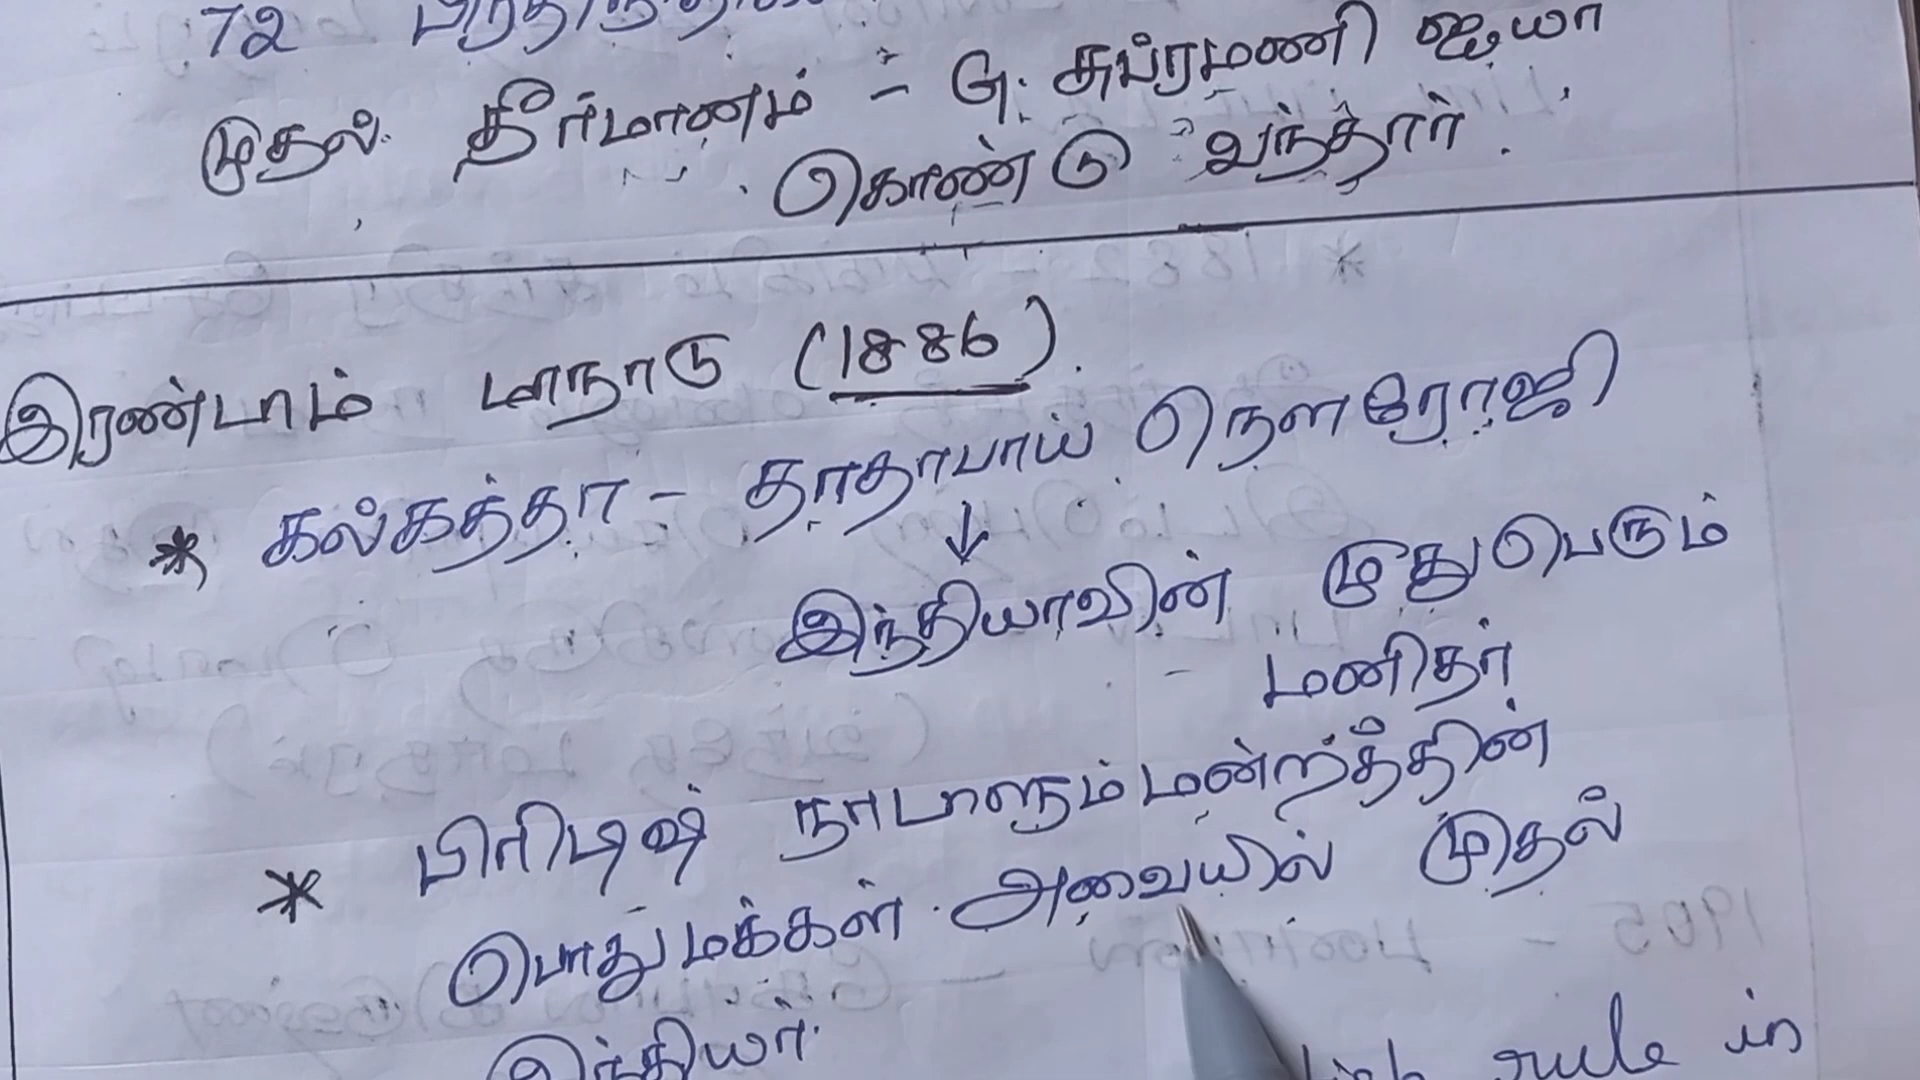 72
முதல் தீர்மானம் - G. சுப்ரமணி ஐயா
கொண்டு வந்தார்.
இரண்டாம் மாநாடு (1886).
* கல்கத்தா - தாதாபாய் நௌரோஜி
↓
இந்தியாவின் முதுபெரும்
மனிதர்
* பிரிடிஷ் நாடாளும்மன்றத்தின்
பொதுமக்கள் அவையில் முதல்
இந்தியர்.
rule in